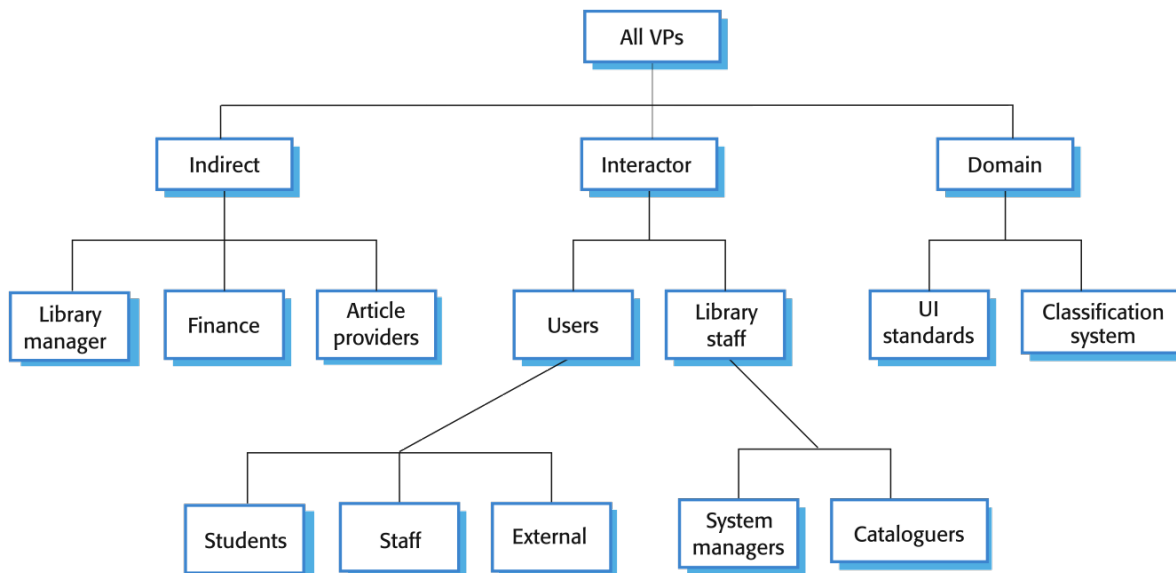 All VPs
Indirect
Interactor
Domain
Library
manager
Finance
Article
providers
Users
Library
staff
UI
standards
Classification
system
Students
Staff
External
System
managers
Cataloguers